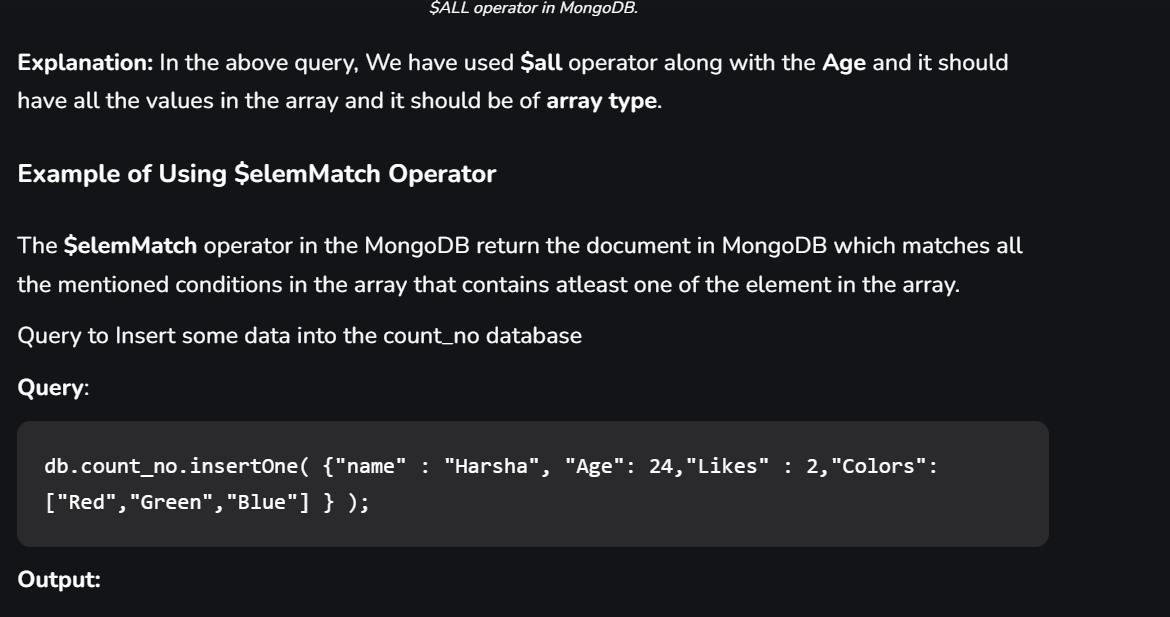 $ALL operator in MongoDB.
Explanation: In the above query, We have used $all operator along with the Age and it should
have all the values in the array and it should be of array type.
Example of Using $elemMatch Operator
The $elemMatch operator in the MongoDB return the document in MongoDB which matches all
the mentioned conditions in the array that contains atleast one of the element in the array.
Query to Insert some data into the count_no database
Query:
db.count_no.insertOne( {"name" : "Harsha", "Age": 24,"Likes" : 2,"Colors":
["Red","Green","Blue"] } );
Output: